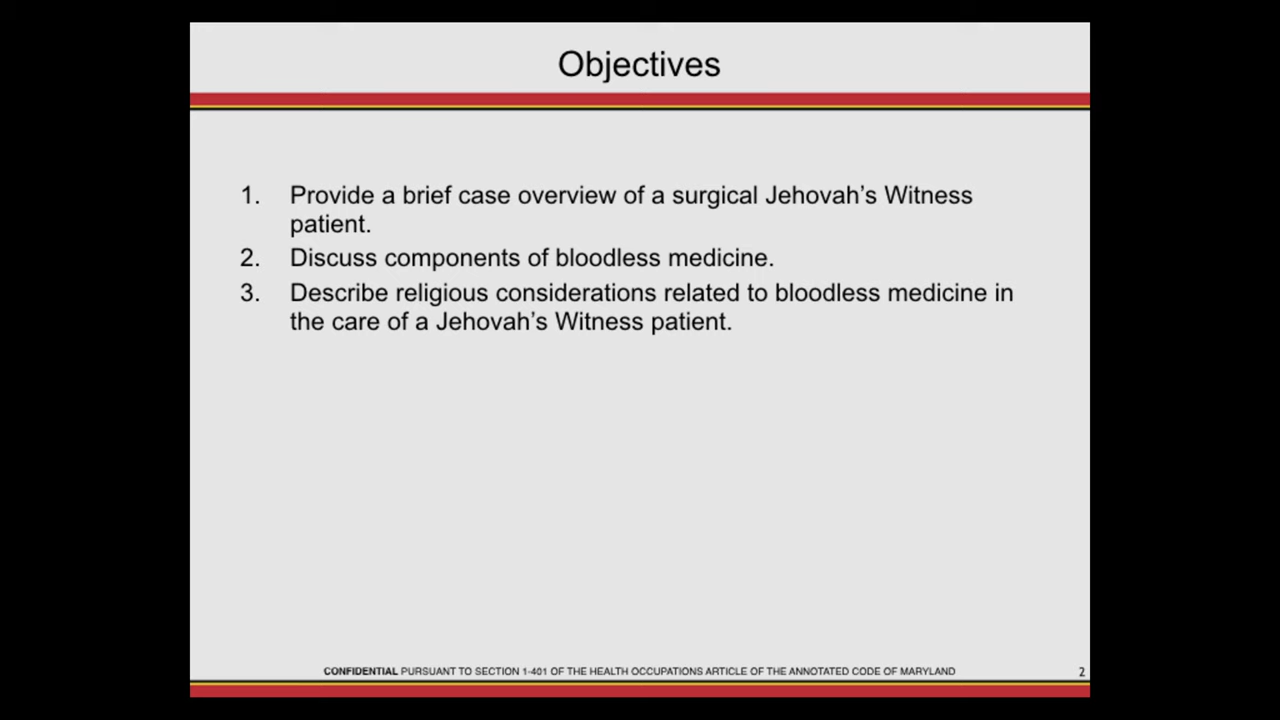 Objectives
1. Provide a brief case overview of a surgical Jehovah’s Witness
patient.
2. Discuss components of bloodless medicine.
3. Describe religious considerations related to bloodless medicine in
the care of a Jehovah’s Witness patient.
CONFIDENTIAL PURSUANT TO SECTION 1-401 OF THE HEALTH OCCUPATIONS ARTICLE OF THE ANNOTATED CODE OF MARYLAND
2